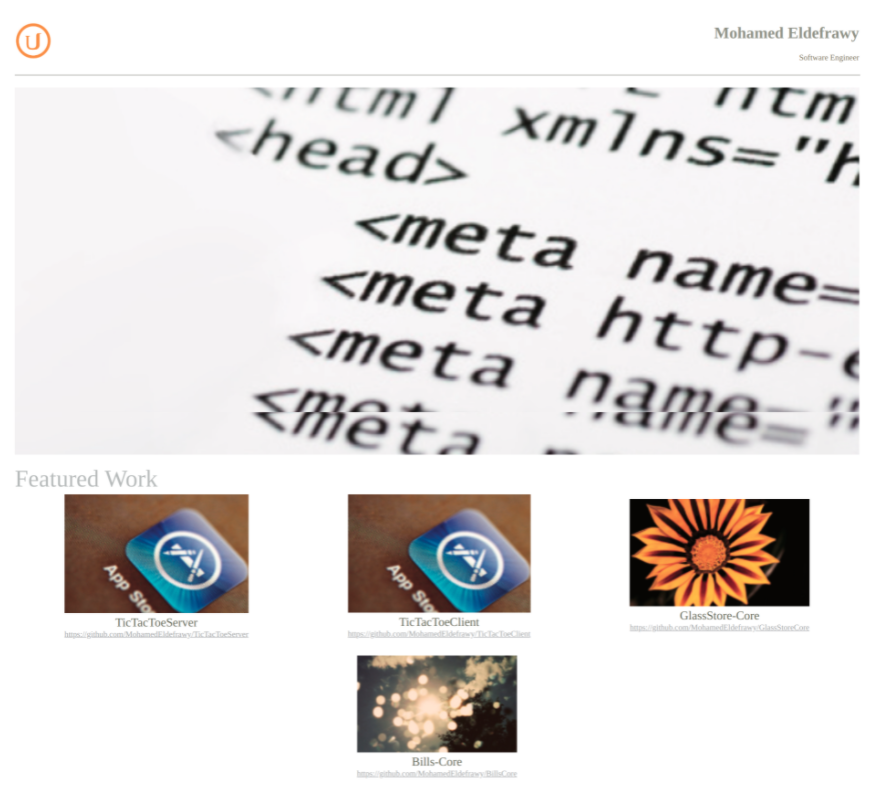 U
Mohamed Eldefrawy
Software Engineer
<html
xmlns="h
<head>
<meta name=
<meta http-e
<meta name="
<meta
Featured Work
App Sto
App Sto
TicTacToeServer
TicTacToeClient
GlassStore-Core
https://github.com/MohamedEldefrawy/TicTacToeServer
https://github.com/MohamedEldefrawy/TicTacToeClient
https://github.com/MohamedEldefrawy/GlassStoreCore
Bills-Core
https://github.com/MohamedEldefrawy/BillsCore